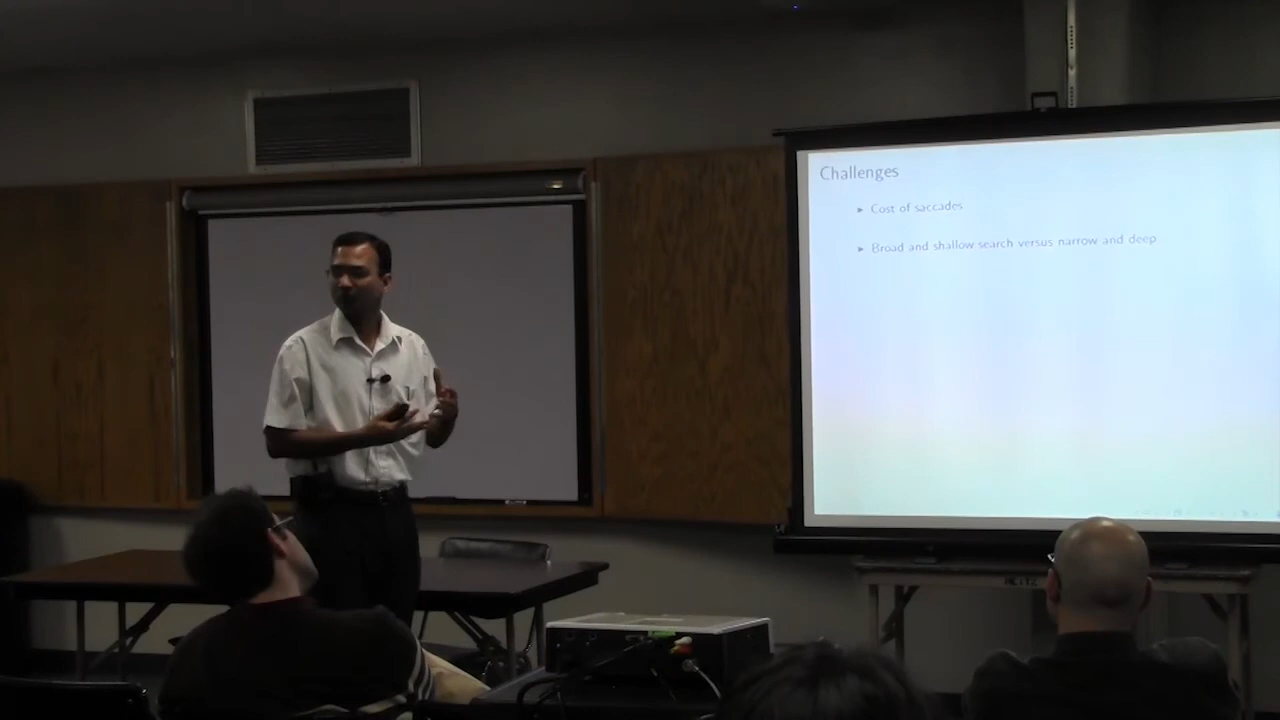 Challenges
▸ Cost of saccades
▸ Broad and shallow search versus narrow and deep